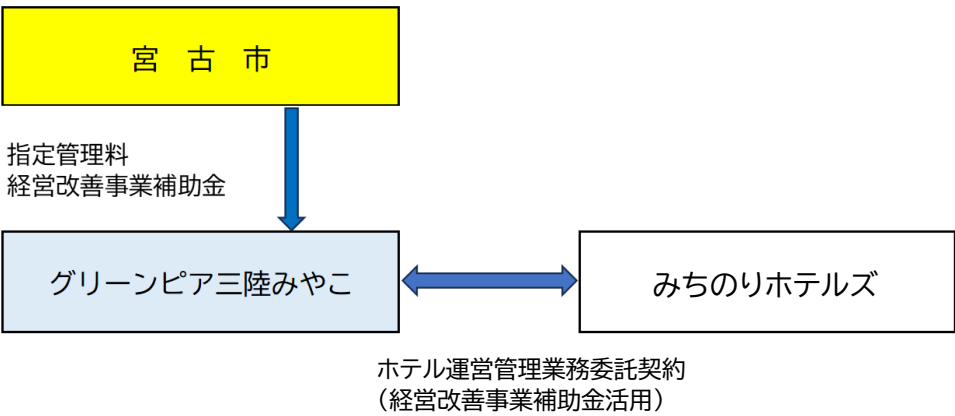 宮 古 市
指定管理料
経営改善事業補助金
グリーンピア三陸みやこ
みちのりホテルズ
ホテル運営管理業務委託契約
（経営改善事業補助金活用）